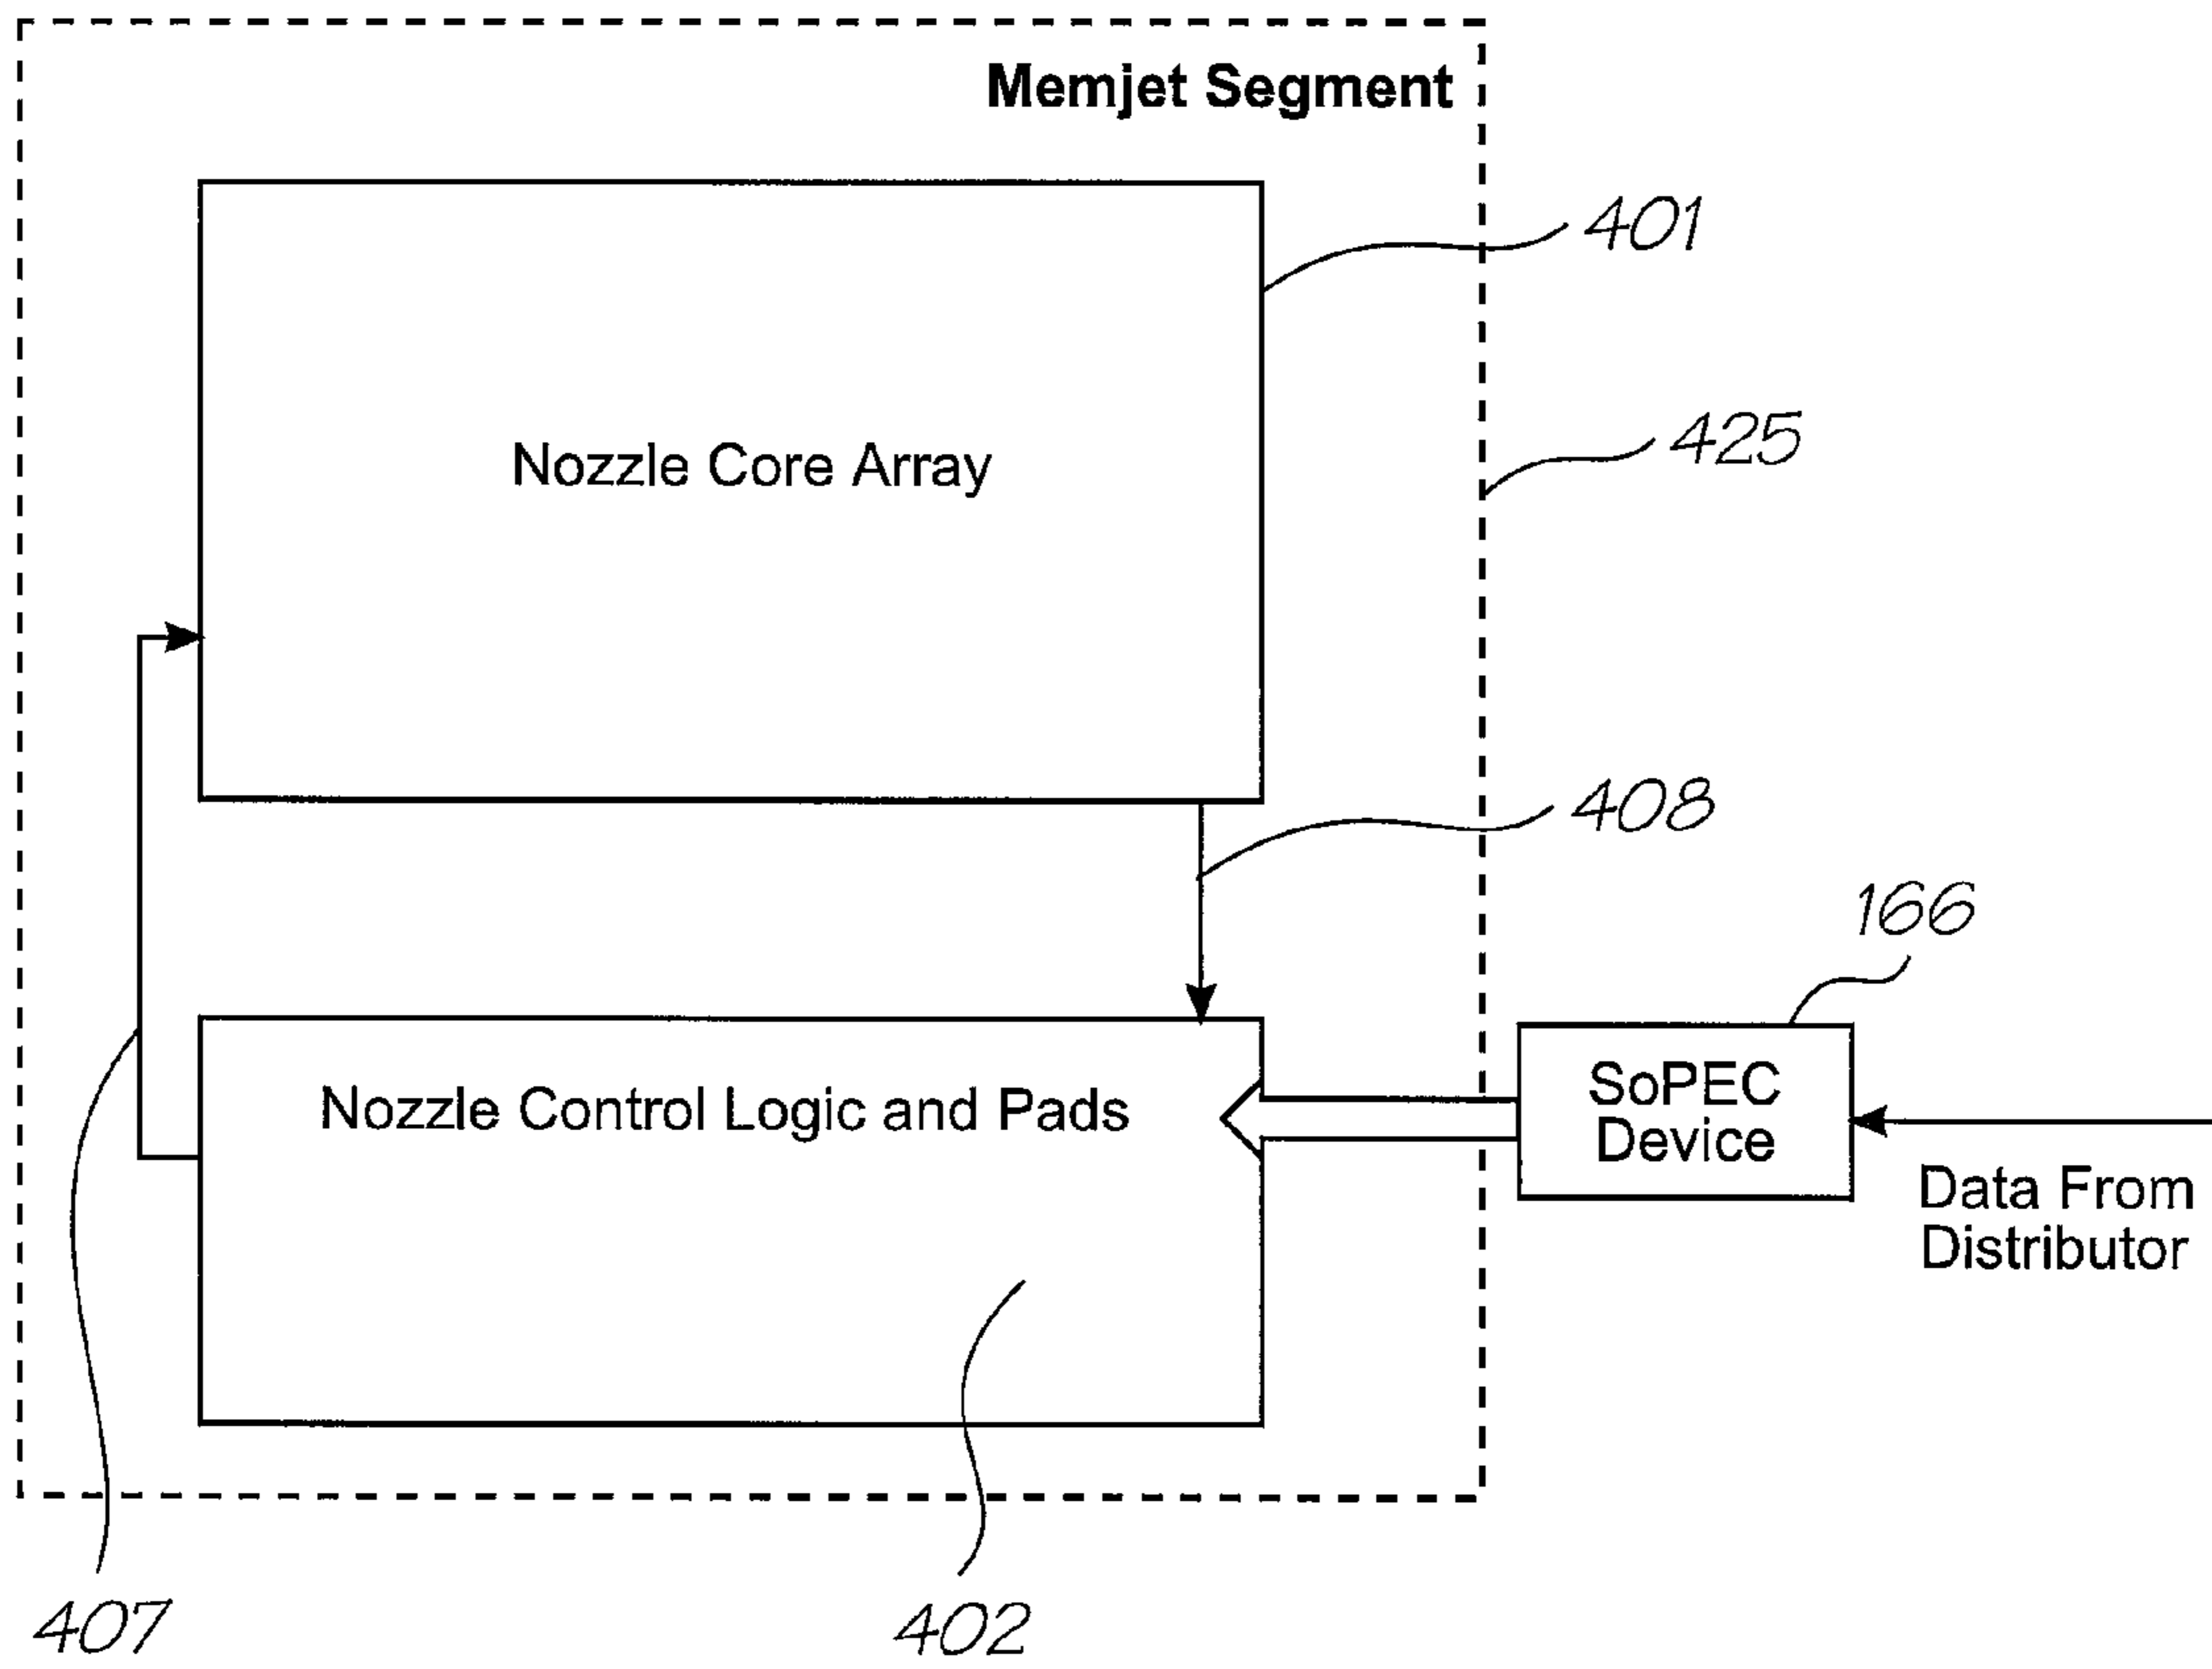 Memjet Segment
401
425
Nozzle Core Array
408
166
Nozzle Control Logic and Pads
SoPEC
Device
Data From
Distributor
407
402